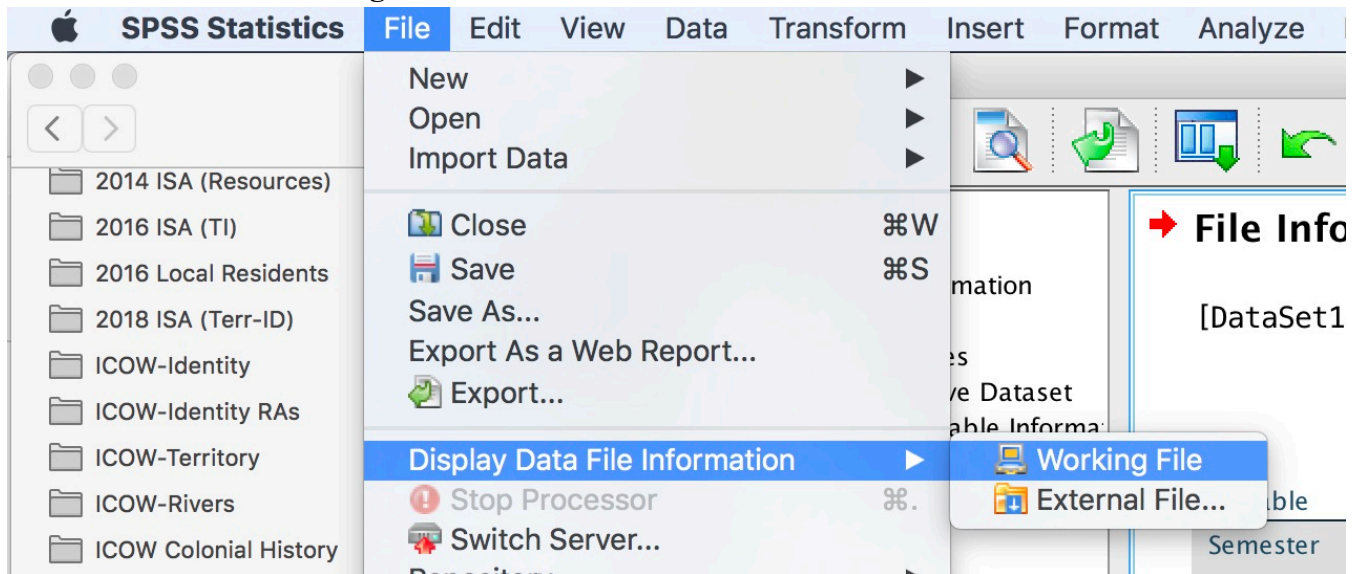 SPSS Statistics File Edit View Data Transform Insert Format Analyze
New
Open
Import Data
Close ⌘W
Save ⌘S
Save As...
Export As a Web Report...
Export...
Display Data File Information
Stop Processor ⌘.
Switch Server...
Working File
External File...
2014 ISA (Resources)
2016 ISA (TI)
2016 Local Residents
2018 ISA (Terr-ID)
ICOW-Identity
ICOW-Identity RAs
ICOW-Territory
ICOW-Rivers
ICOW Colonial History
mation
es
ve Dataset
able Informa
File Info
[DataSet1
ble
Semester